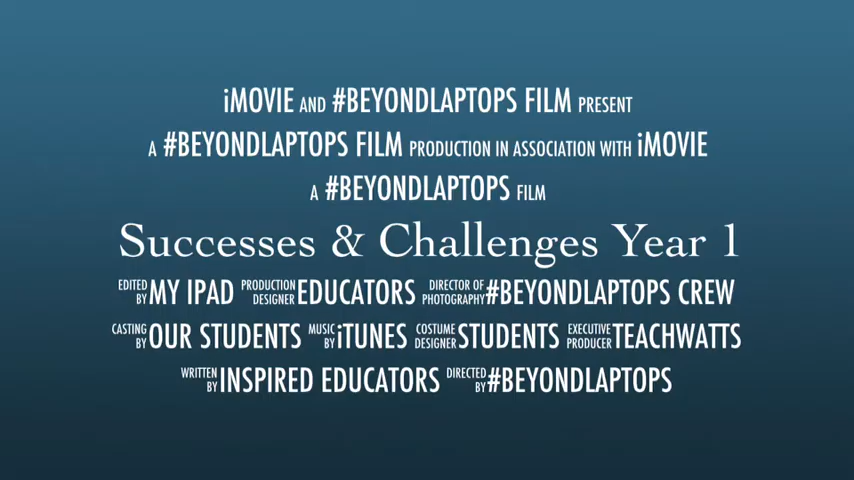 iMOVIE AND #BEYONDLAPTOPS FILM PRESENT
A #BEYONDLAPTOPS FILM PRODUCTION IN ASSOCIATION WITH iMOVIE
A #BEYONDLAPTOPS FILM
Successes & Challenges Year 1
EDITED BY MY IPAD PRODUCTION DESIGNER EDUCATORS DIRECTOR OF PHOTOGRAPHY #BEYONDLAPTOPS CREW
CASTING BY OUR STUDENTS MUSIC BY iTUNES COSTUME DESIGNER STUDENTS EXECUTIVE PRODUCER TEACHWATTS
WRITTEN BY INSPIRED EDUCATORS DIRECTED BY #BEYONDLAPTOPS